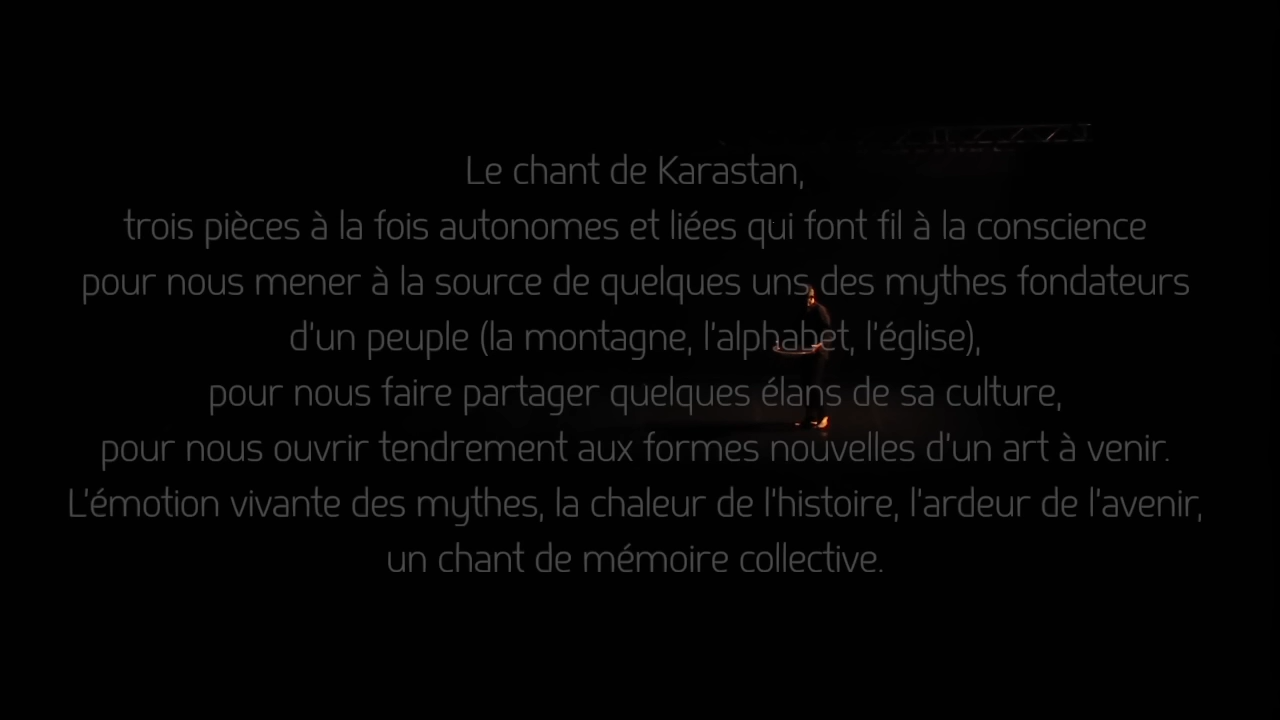 Le chant de Karastan,
trois pièces à la fois autonomes et liées qui font fil à la conscience
pour nous mener à la source de quelques uns des mythes fondateurs
d'un peuple (la montagne, l'alphabet, l'église),
pour nous faire partager quelques élans de sa culture,
pour nous ouvrir tendrement aux formes nouvelles d'un art à venir.
L'émotion vivante des mythes, la chaleur de l'histoire, l'ardeur de l'avenir,
un chant de mémoire collective.